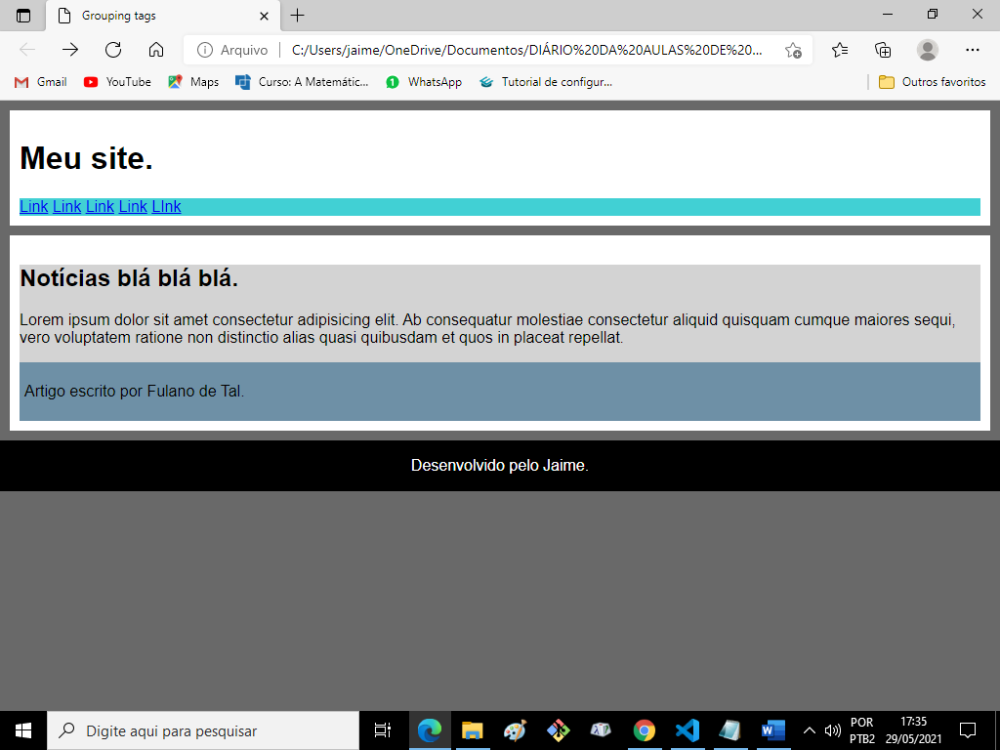 Grouping tags
Arquivo C:/Users/jaime/OneDrive/Documentos/DIÁRIO%20DA%20AULAS%20DE%20...
Gmail YouTube Maps Curso: A Matemátic... WhatsApp Tutorial de configur... Outros favoritos
Meu site.
Link Link Link Link LInk
Notícias blá blá blá.
Lorem ipsum dolor sit amet consectetur adipisicing elit. Ab consequatur molestiae consectetur aliquid quisquam cumque maiores sequi,
vero voluptatem ratione non distinctio alias quasi quibusdam et quos in placeat repellat.
Artigo escrito por Fulano de Tal.
Desenvolvido pelo Jaime.
Digite aqui para pesquisar
POR 17:35
PTB2 29/05/2021